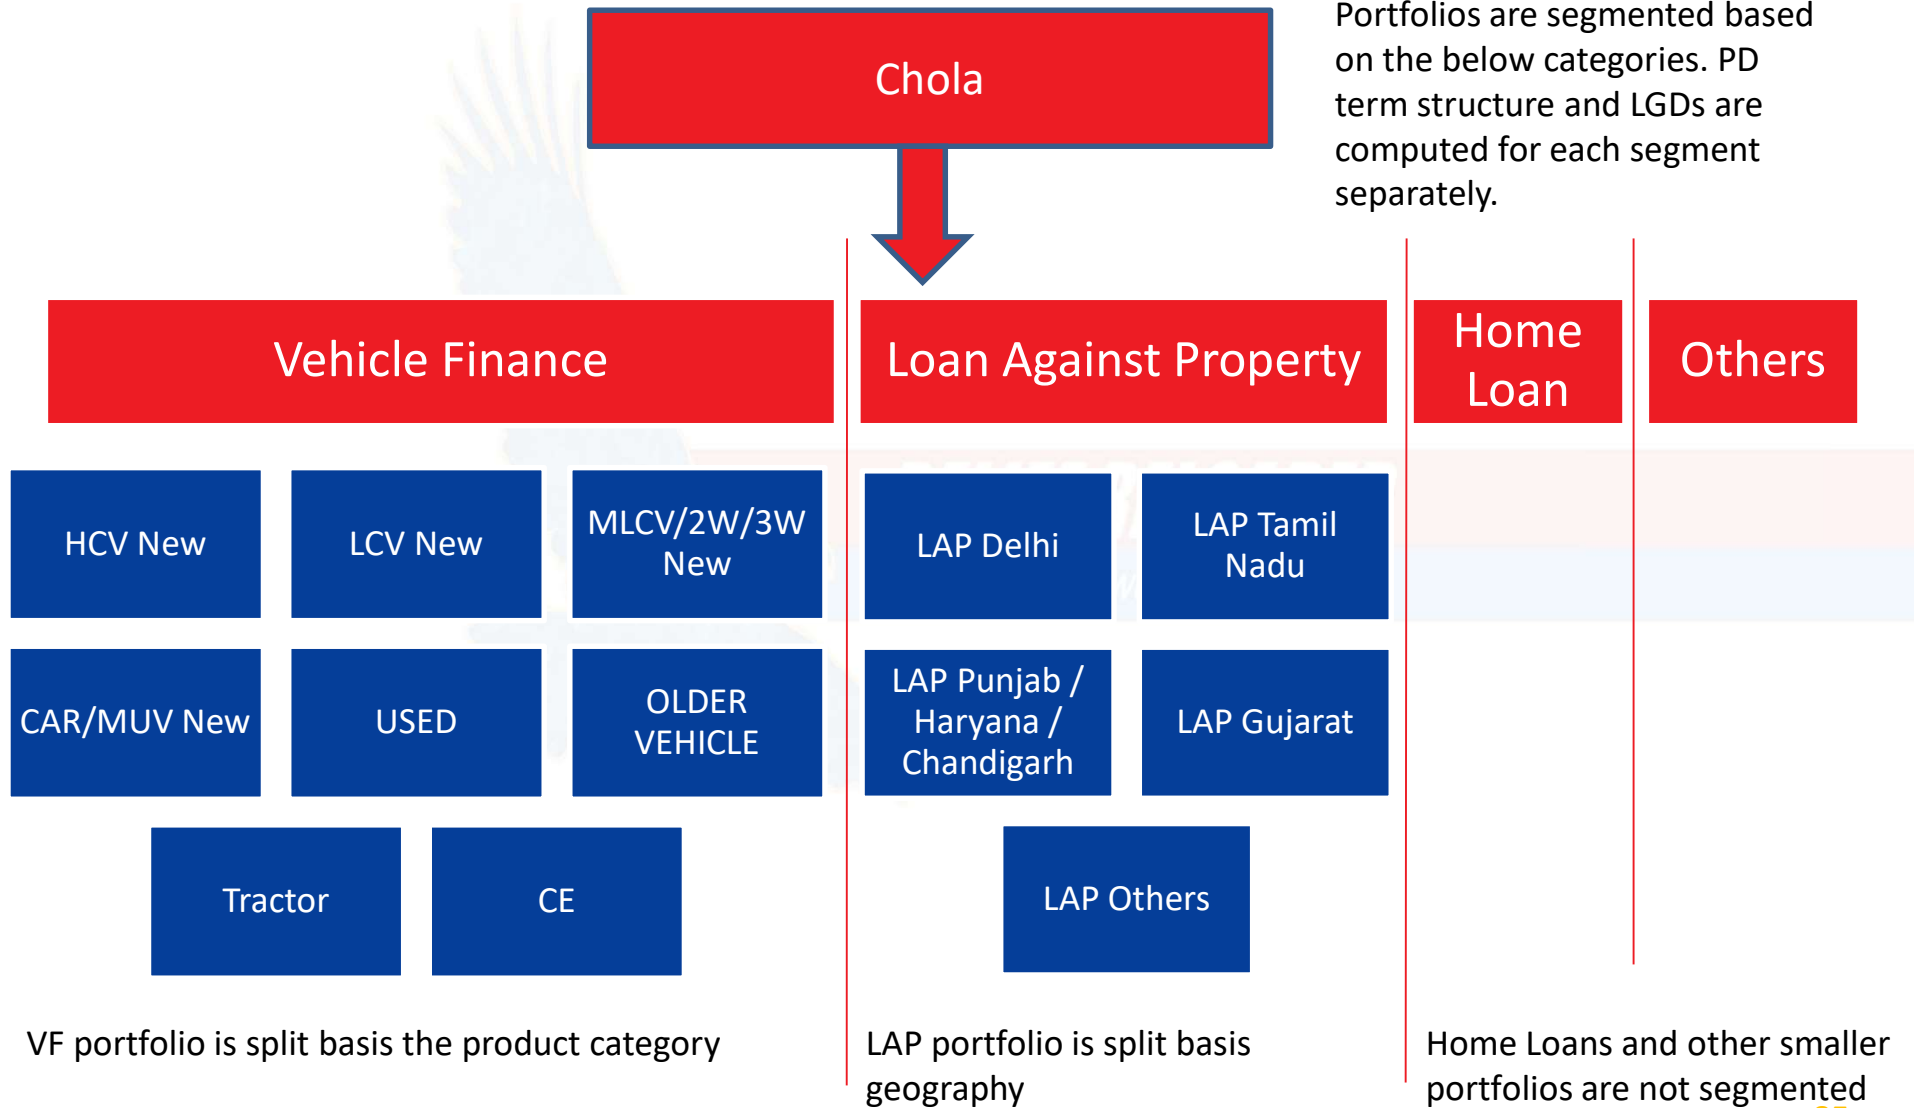 Chola
Portfolios are segmented based
on the below categories. PD
term structure and LGDs are
computed for each segment
separately.
Vehicle Finance
Loan Against Property
Home
Loan
Others
HCV New
LCV New
MLCV/2W/3W
New
LAP Delhi
LAP Tamil
Nadu
CAR/MUV New
USED
OLDER
VEHICLE
LAP Punjab /
Haryana /
Chandigarh
LAP Gujarat
Tractor
CE
LAP Others
VF portfolio is split basis the product category
LAP portfolio is split basis
geography
Home Loans and other smaller
portfolios are not segmented